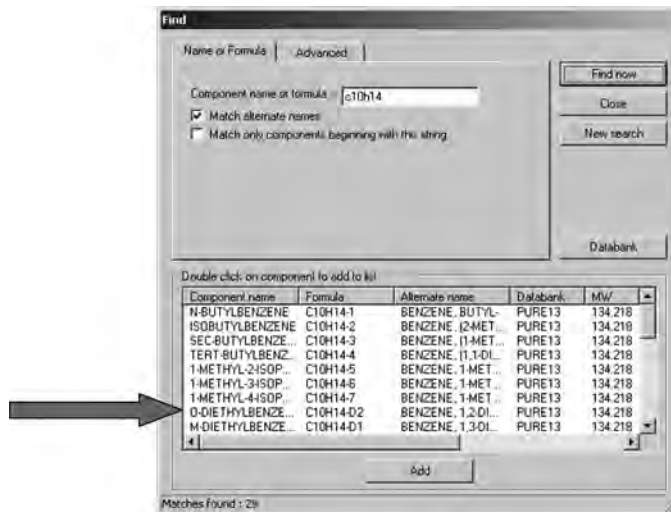 Find
Name or Formula Advanced
Find now
Component name or formula c10h14
Close
Match alternate names
New search
Match only components beginning with this string
Databank
Double click on component to add to list
Component name Formula Alternate name Databank MW
N-BUTYLBENZENE C10H14-1 BENZENE, BUTYL- PURE13 134.218
ISOBUTYLBENZENE C10H14-2 BENZENE, (2-MET... PURE13 134.218
SEC-BUTYLBENZ... C10H14-3 BENZENE, (1-MET... PURE13 134.218
TERT-BUTYLBENZ... C10H14-4 BENZENE, (1,1-DI... PURE13 134.218
1-METHYL-2-ISOP... C10H14-5 BENZENE, 1-MET... PURE13 134.218
1-METHYL-3-ISOP... C10H14-6 BENZENE, 1-MET... PURE13 134.218
1-METHYL-4-ISOP... C10H14-7 BENZENE, 1-MET... PURE13 134.218
O-DIETHYLBENZE... C10H14-D2 BENZENE, 1,2-DI... PURE13 134.218
M-DIETHYLBENZE... C10H14-D1 BENZENE, 1,3-DI... PURE13 134.218
Add
Matches found : 29